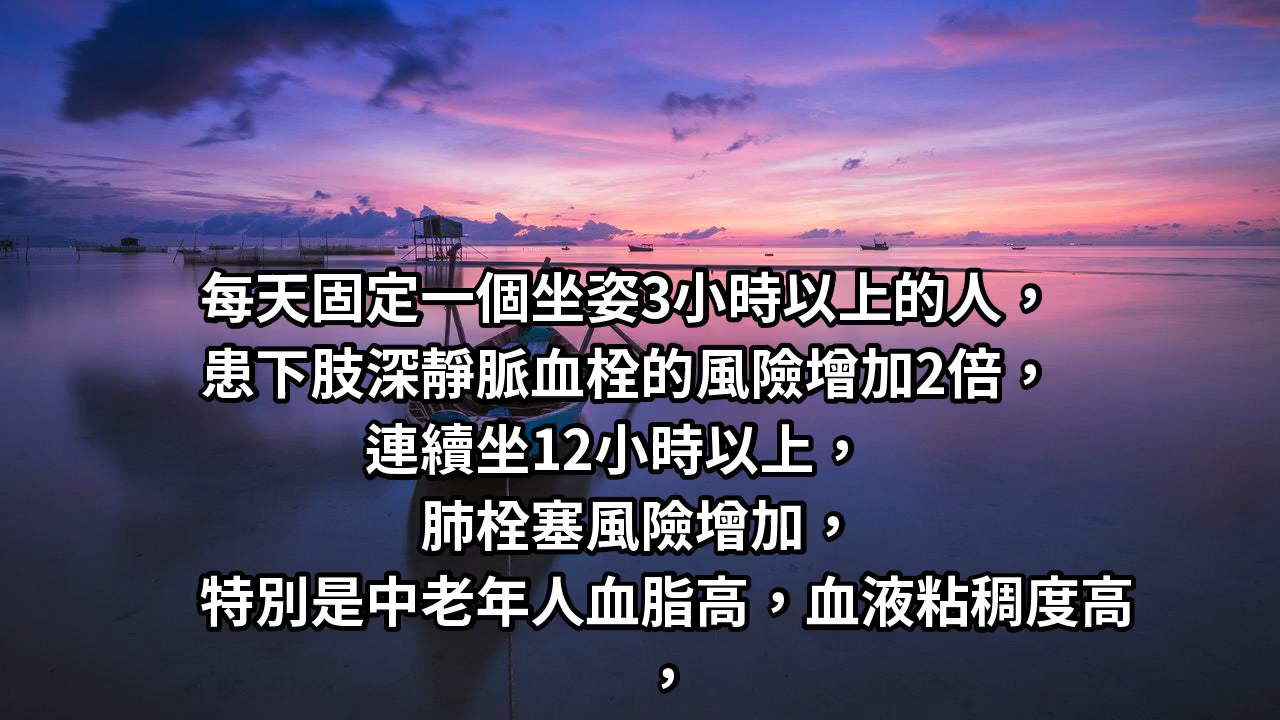 每天固定一個坐姿3小時以上的人，
患下肢深靜脈血栓的風險增加2倍，
連續坐12小時以上，
肺栓塞風險增加，
特別是中老年人血脂高，血液粘稠度高
，